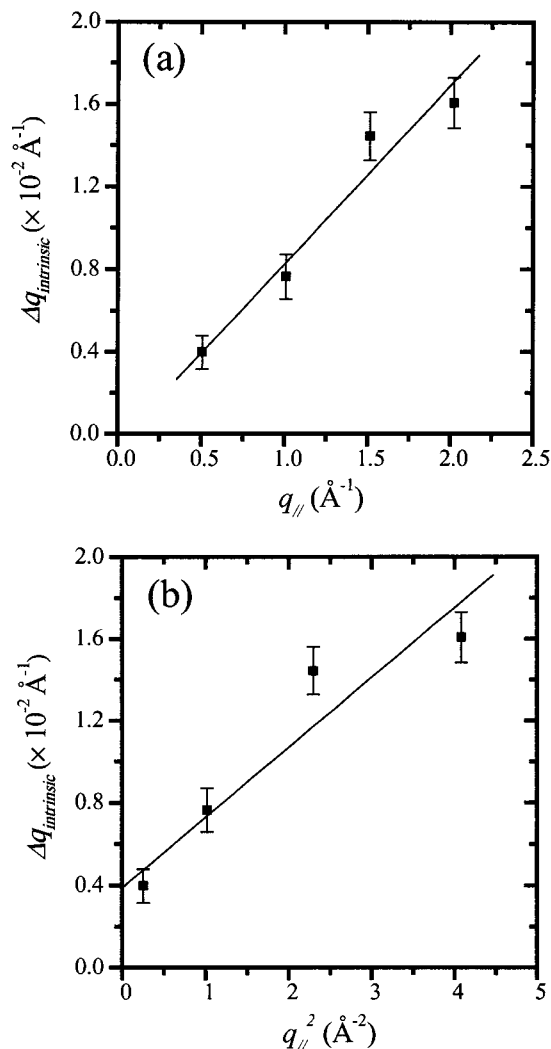 (a)
Δq_intrinsic (× 10⁻² Å⁻¹)
2.0
1.6
1.2
0.8
0.4
0.0
0.0 0.5 1.0 1.5 2.0 2.5
q_// (Å⁻¹)
(b)
Δq_intrinsic (× 10⁻² Å⁻¹)
2.0
1.6
1.2
0.8
0.4
0.0
0 1 2 3 4 5
q_//² (Å⁻²)